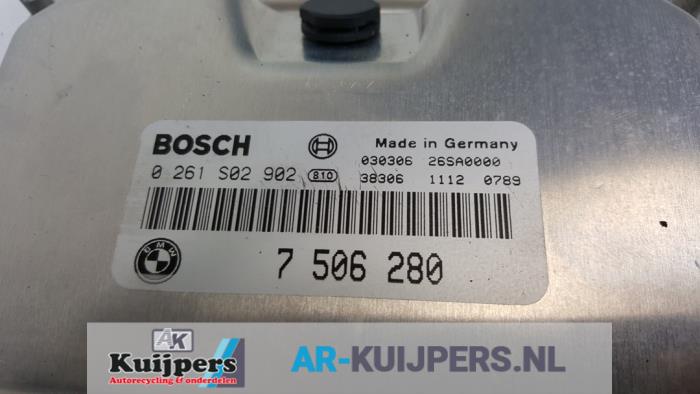 BOSCH
Made in Germany
030306 26SA0000
0 261 S02 902 810
38306 1112 0789
BMW
7 506 280
AK
Kuijpers
Autorecycling & onderdelen
AR-KUIJPERS.NL